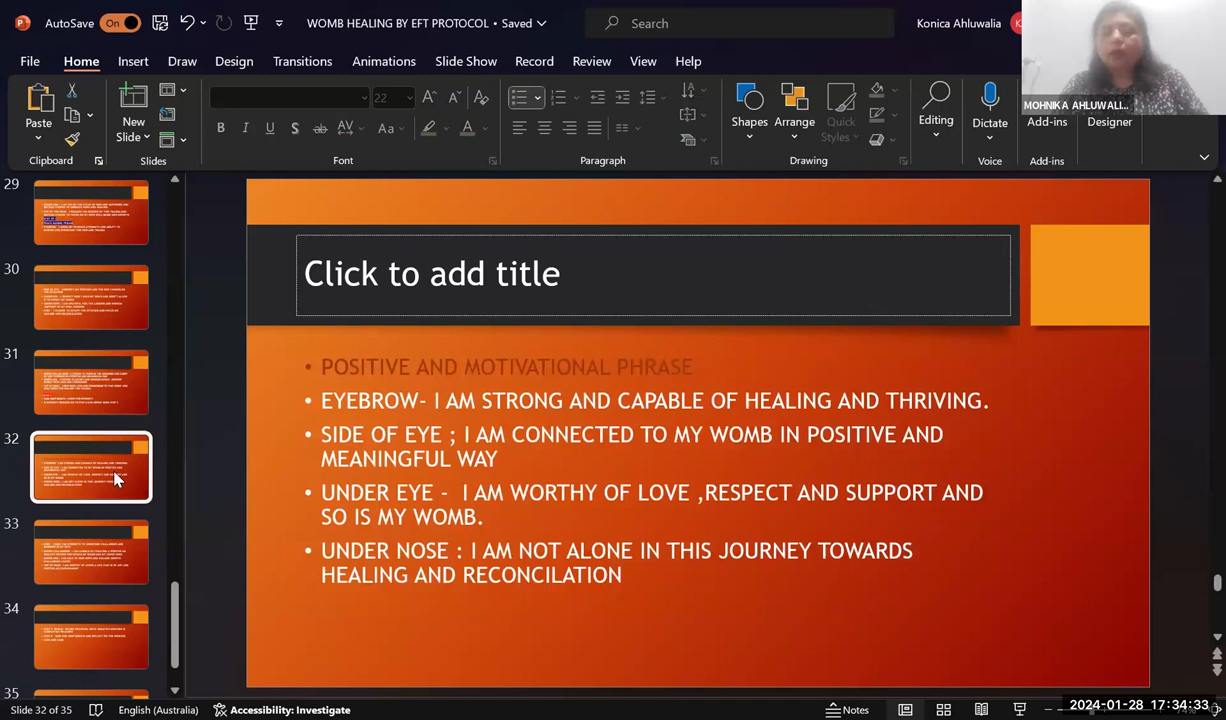 AutoSave On WOMB HEALING BY EFT PROTOCOL • Saved Search Konica Ahluwalia
File Home Insert Draw Design Transitions Animations Slide Show Record Review View Help
MOHNIKA AHLUWALI...
Paste New Slide 22 B I U S ab AV Aa A Shapes Arrange Quick Styles Editing Dictate Add-ins Designer
Clipboard Slides Font Paragraph Drawing Voice Add-ins
29
30
31
32
33
34
35
Click to add title
• POSITIVE AND MOTIVATIONAL PHRASE
• EYEBROW- I AM STRONG AND CAPABLE OF HEALING AND THRIVING.
• SIDE OF EYE ; I AM CONNECTED TO MY WOMB IN POSITIVE AND
MEANINGFUL WAY
• UNDER EYE - I AM WORTHY OF LOVE ,RESPECT AND SUPPORT AND
SO IS MY WOMB.
• UNDER NOSE : I AM NOT ALONE IN THIS JOURNEY TOWARDS
HEALING AND RECONCILATION
Slide 32 of 35 English (Australia) Accessibility: Investigate Notes
2024-01-28 17:34:33